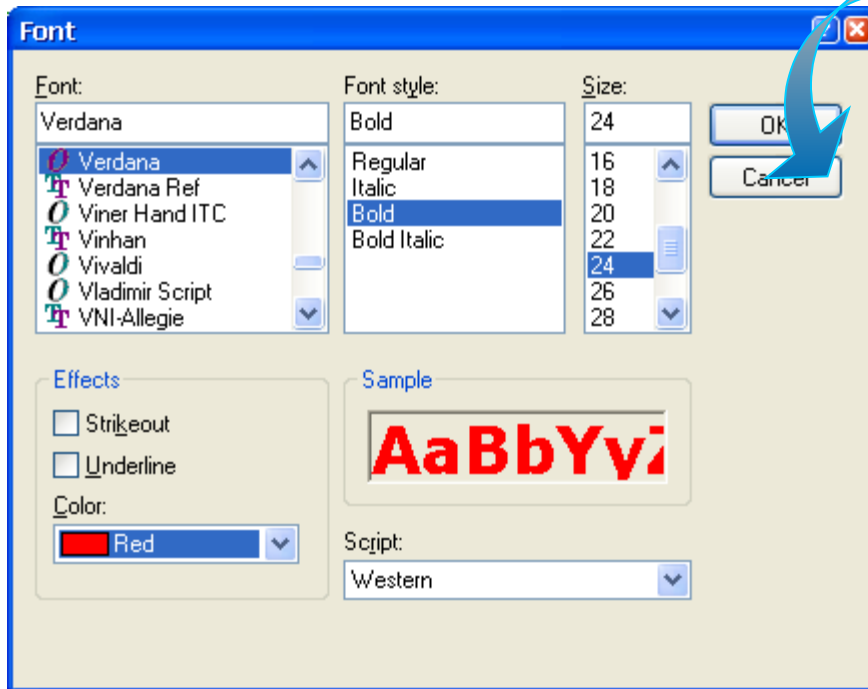 Font
Font: Font style: Size:
Verdana Bold 24 OK
Verdana Regular 16
Verdana Ref Italic 18 Cancel
Viner Hand ITC Bold 20
Vinhan Bold Italic 22
Vivaldi 24
Vladimir Script 26
VNI-Allegie 28
Effects Sample
Strikeout
AaBbYy
Underline
Color:
Red
Script:
Western